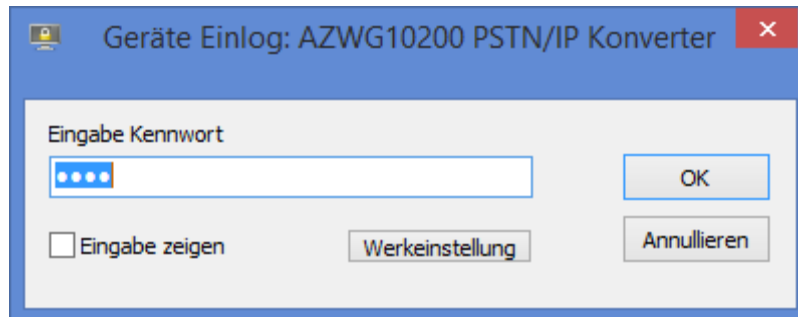 Geräte Einlog: AZWG10200 PSTN/IP Konverter
Eingabe Kennwort
••••
OK
Eingabe zeigen
Werkeinstellung
Annullieren